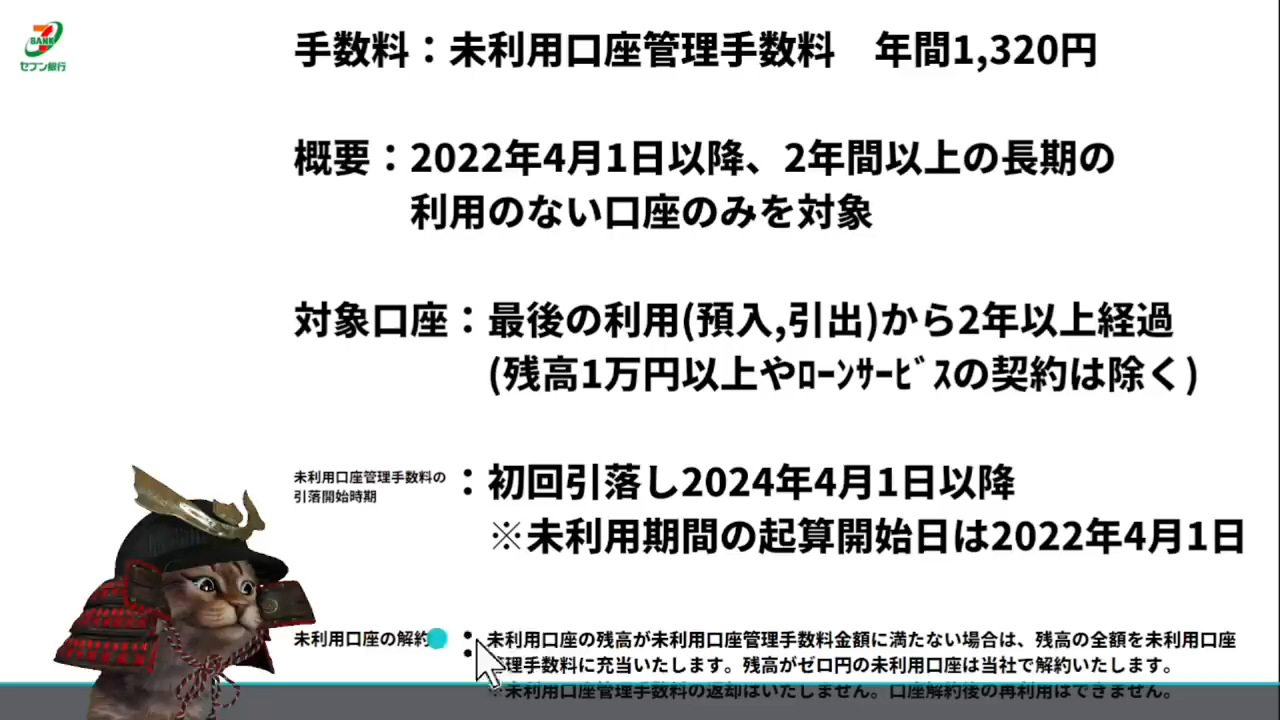 7
BANK
セブン銀行
手数料：未利用口座管理手数料　年間1,320円
概要：2022年4月1日以降、2年間以上の長期の
利用のない口座のみを対象
対象口座：最後の利用(預入,引出)から2年以上経過
(残高1万円以上やﾛｰﾝｻｰﾋﾞｽの契約は除く)
未利用口座管理手数料の
引落開始時期
：初回引落し2024年4月1日以降
※未利用期間の起算開始日は2022年4月1日
未利用口座の解約
：未利用口座の残高が未利用口座管理手数料金額に満たない場合は、残高の全額を未利用口座
理手数料に充当いたします。残高がゼロ円の未利用口座は当社で解約いたします。
※未利用口座管理手数料の返却はいたしません。口座解約後の再利用はできません。